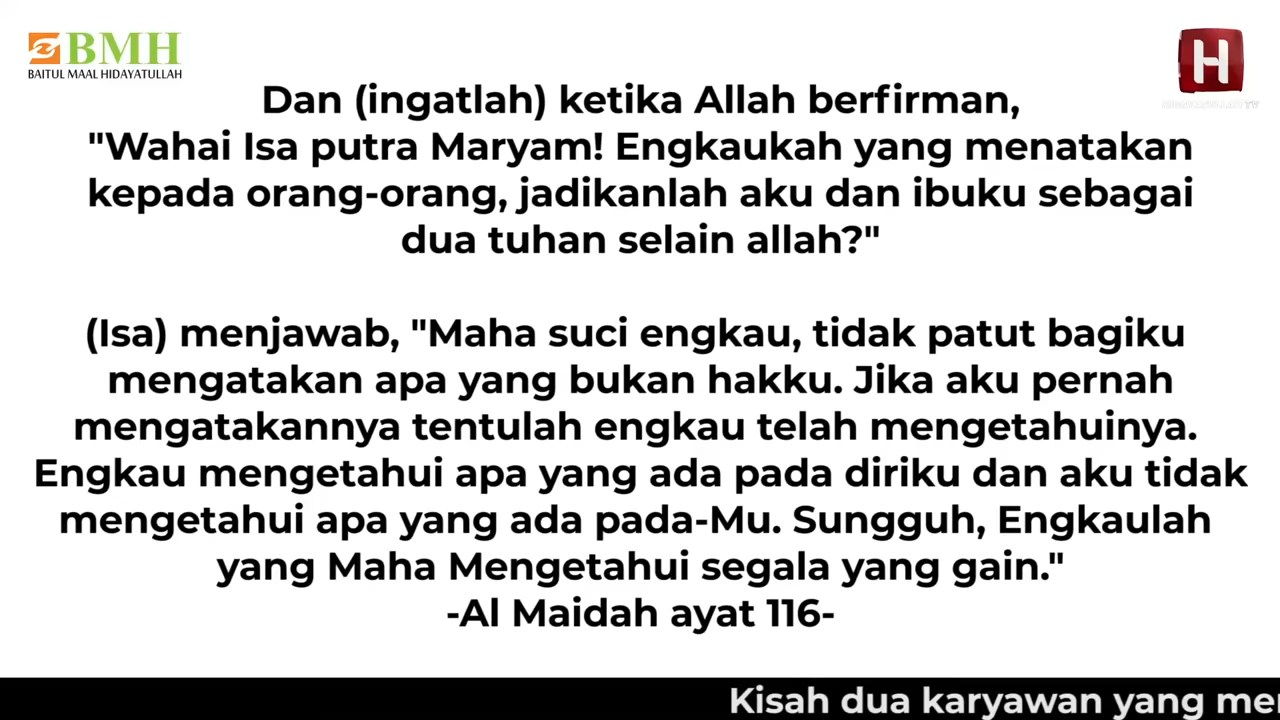 BMH
BAITUL MAAL HIDAYATULLAH
H
Dan (ingatlah) ketika Allah berfirman,
"Wahai Isa putra Maryam! Engkaukah yang menatakan
kepada orang-orang, jadikanlah aku dan ibuku sebagai
dua tuhan selain allah?"
(Isa) menjawab, "Maha suci engkau, tidak patut bagiku
mengatakan apa yang bukan hakku. Jika aku pernah
mengatakannya tentulah engkau telah mengetahuinya.
Engkau mengetahui apa yang ada pada diriku dan aku tidak
mengetahui apa yang ada pada-Mu. Sungguh, Engkaulah
yang Maha Mengetahui segala yang gain."
-Al Maidah ayat 116-
Kisah dua karyawan yang